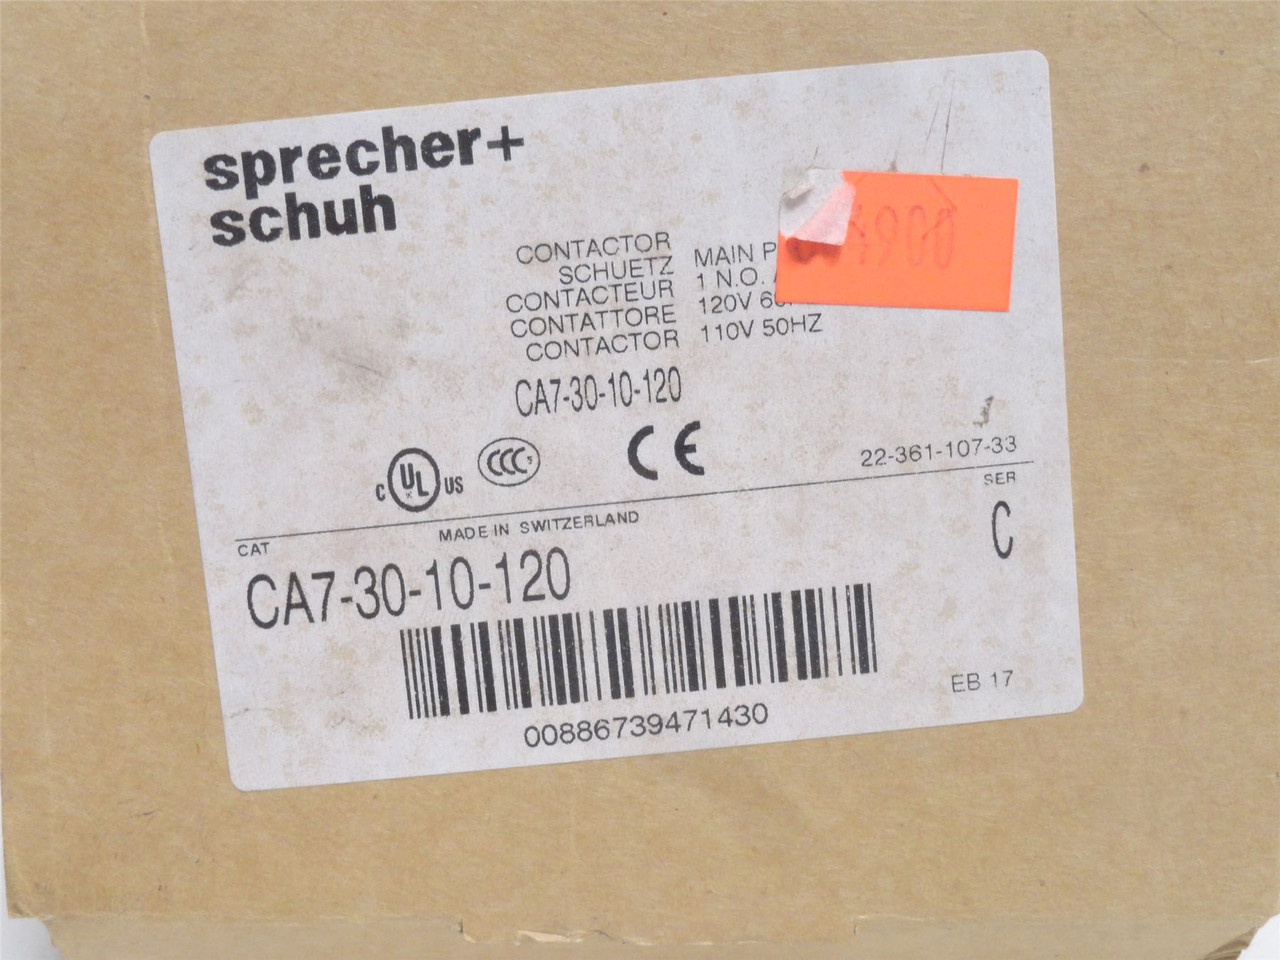 sprecher+
schuh
CONTACTOR MAIN P
SCHUETZ 1 N.O.
CONTACTEUR 120V 60
CONTATTORE 110V 50HZ
CONTACTOR
CA7-30-10-120
c UL US CCC CE
22-361-107-33
MADE IN SWITZERLAND
CAT SER
CA7-30-10-120 C
00886739471430
EB 17